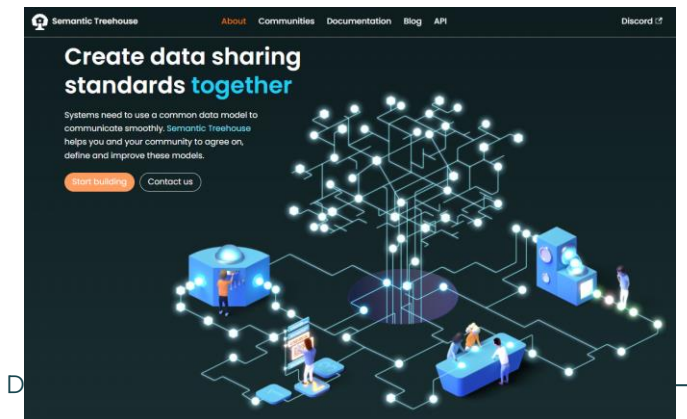 Semantic Treehouse About Communities Documentation Blog API Discord
Create data sharing
standards together
Systems need to use a common data model to
communicate smoothly. Semantic Treehouse
helps you and your community to agree on,
define and improve these models.
Start building Contact us
D